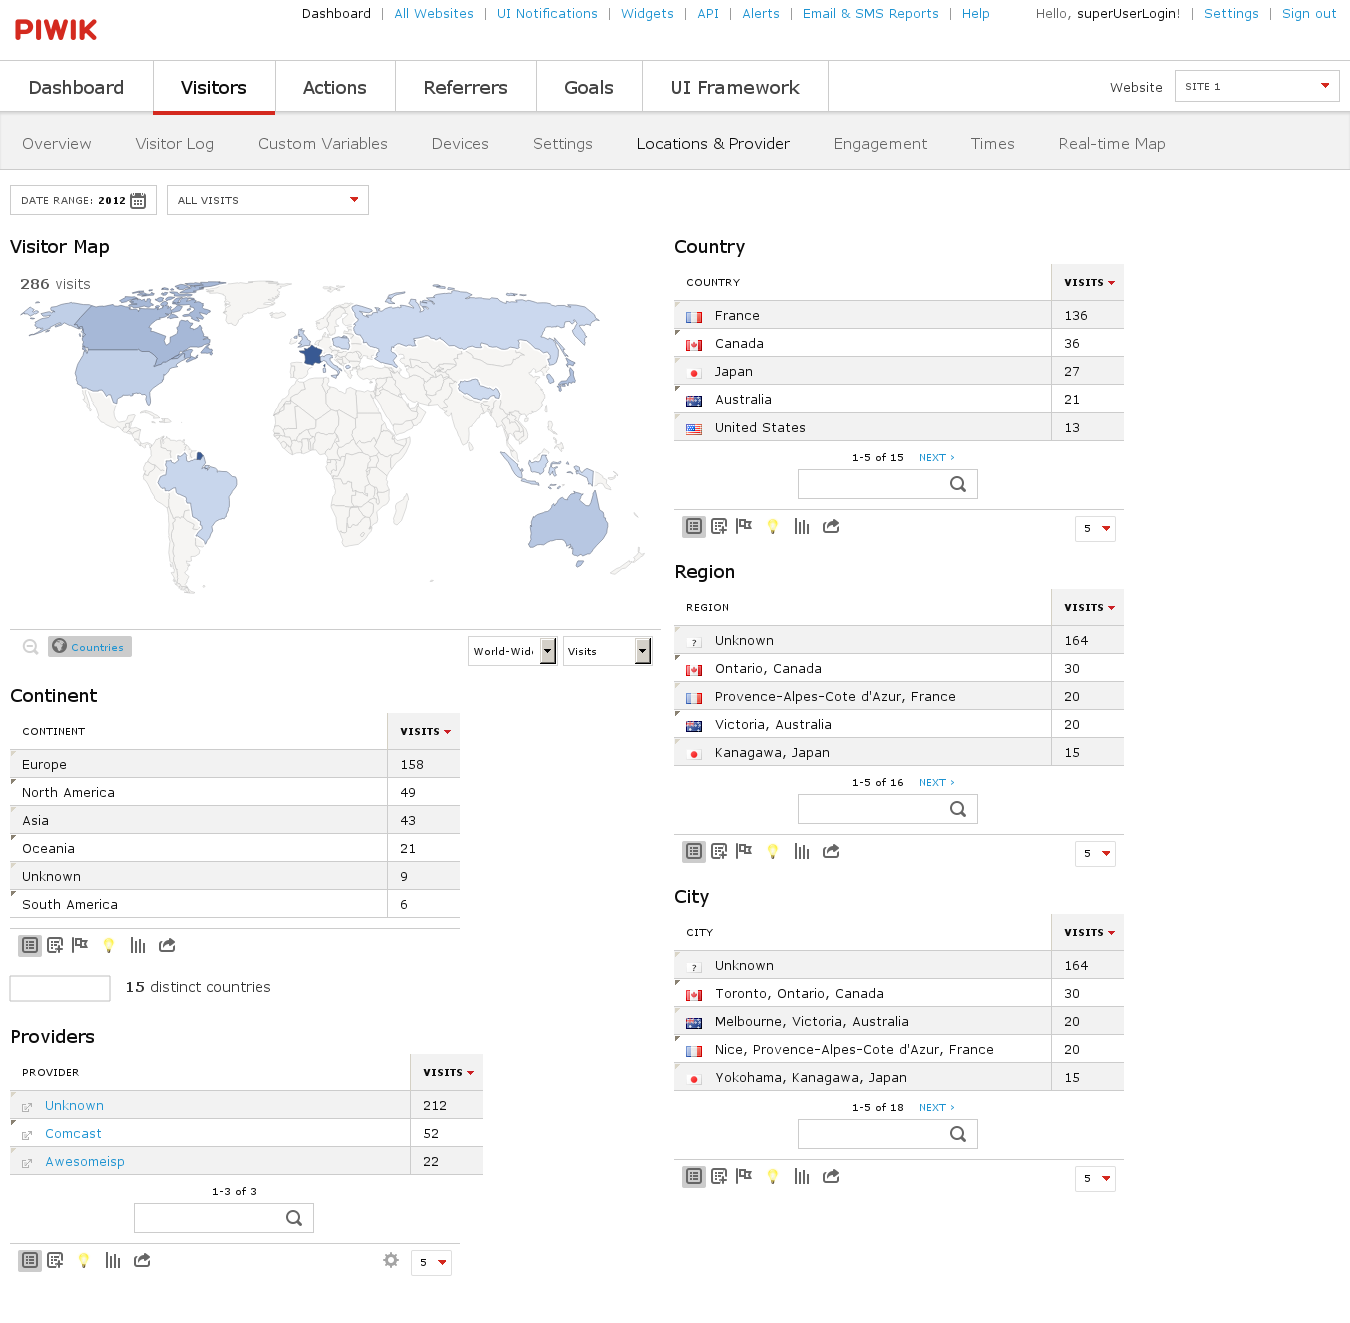 Dashboard | All Websites | UI Notifications | Widgets | API | Alerts | Email & SMS Reports | Help Hello, superUserLogin! | Settings | Sign out
PIWIK
Dashboard Visitors Actions Referrers Goals UI Framework Website SITE 1
Overview Visitor Log Custom Variables Devices Settings Locations & Provider Engagement Times Real-time Map
DATE RANGE: 2012 ALL VISITS
Visitor Map
286 visits
Countries World-Wid Visits
Continent
CONTINENT VISITS
Europe 158
North America 49
Asia 43
Oceania 21
Unknown 9
South America 6
15 distinct countries
Providers
PROVIDER VISITS
Unknown 212
Comcast 52
Awesomeisp 22
1-3 of 3
5
Country
COUNTRY VISITS
France 136
Canada 36
Japan 27
Australia 21
United States 13
1-5 of 15 NEXT ›
5
Region
REGION VISITS
? Unknown 164
Ontario, Canada 30
Provence-Alpes-Cote d'Azur, France 20
Victoria, Australia 20
Kanagawa, Japan 15
1-5 of 16 NEXT ›
5
City
CITY VISITS
? Unknown 164
Toronto, Ontario, Canada 30
Melbourne, Victoria, Australia 20
Nice, Provence-Alpes-Cote d'Azur, France 20
Yokohama, Kanagawa, Japan 15
1-5 of 18 NEXT ›
5